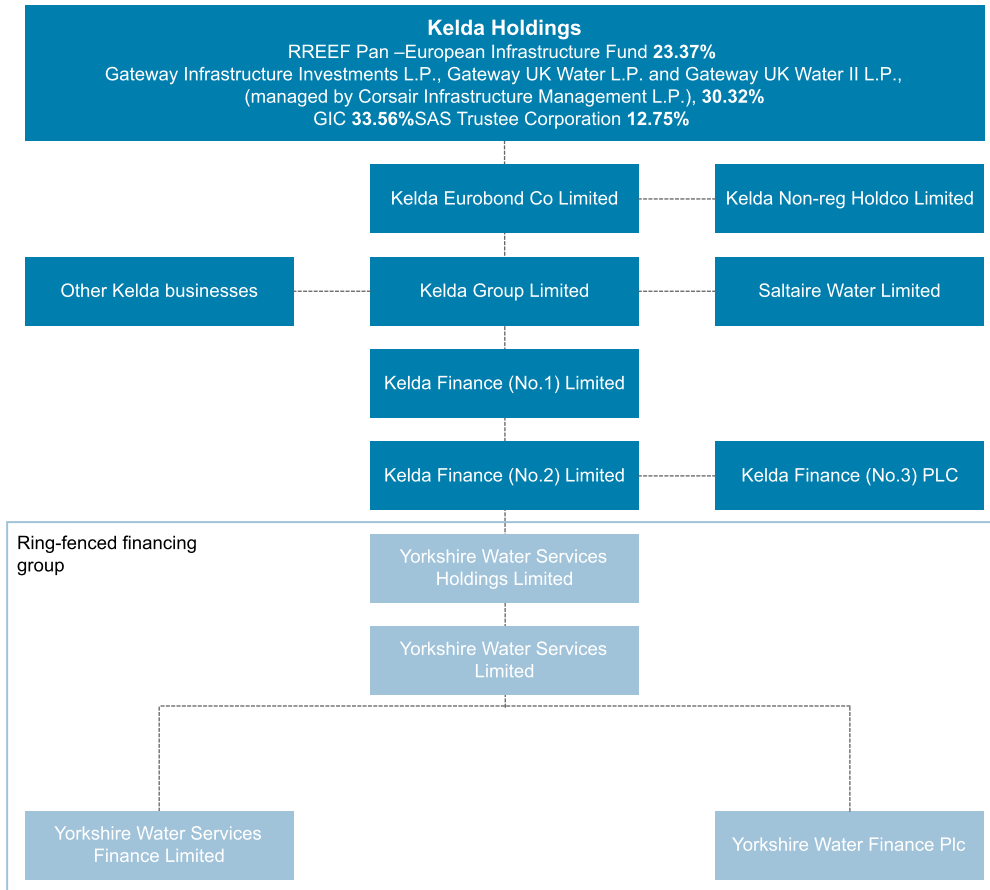 Kelda Holdings
RREEF Pan –European Infrastructure Fund 23.37%
Gateway Infrastructure Investments L.P., Gateway UK Water L.P. and Gateway UK Water II L.P.,
(managed by Corsair Infrastructure Management L.P.), 30.32%
GIC 33.56%SAS Trustee Corporation 12.75%
Kelda Eurobond Co Limited
Kelda Non-reg Holdco Limited
Other Kelda businesses
Kelda Group Limited
Saltaire Water Limited
Kelda Finance (No.1) Limited
Kelda Finance (No.2) Limited
Kelda Finance (No.3) PLC
Ring-fenced financing
group
Yorkshire Water Services
Holdings Limited
Yorkshire Water Services
Limited
Yorkshire Water Services
Finance Limited
Yorkshire Water Finance Plc